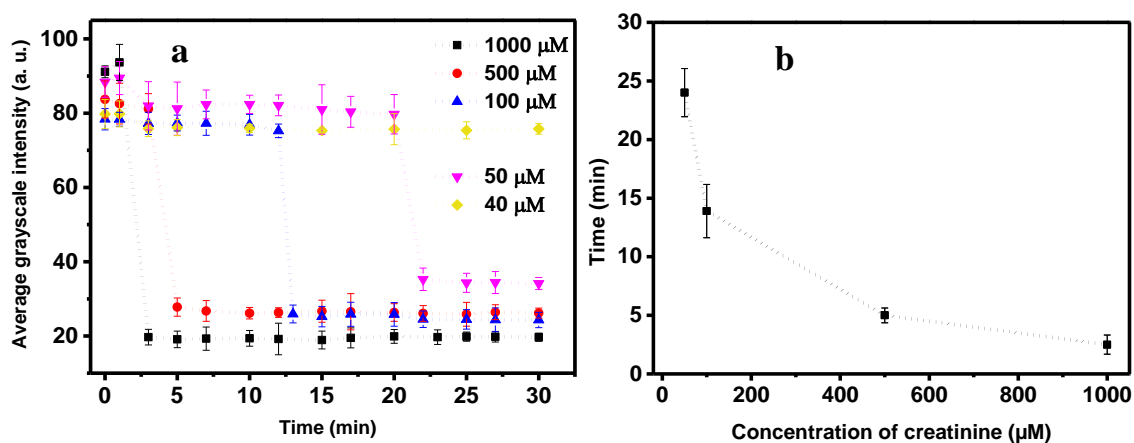 a
1000 μM
500 μM
100 μM
50 μM
40 μM
100
80
60
40
20
0 5 10 15 20 25 30
Time (min)
Average grayscale intensity (a. u.)
b
30
25
20
15
10
5
0
0 200 400 600 800 1000
Concentration of creatinine (μM)
Time (min)